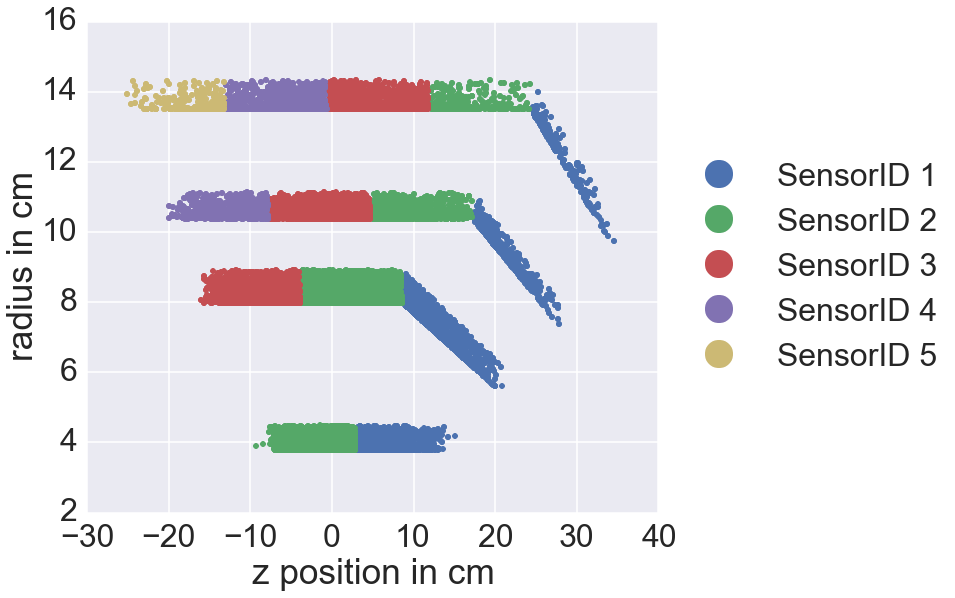 16
14
12
10
8
6
4
2
radius in cm
−30 −20 −10 0 10 20 30 40
z position in cm
SensorID 1
SensorID 2
SensorID 3
SensorID 4
SensorID 5